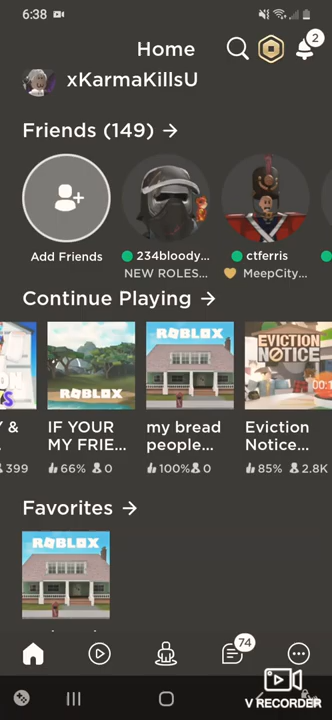 6:38
Home
2
xKarmaKillsU
Friends (149) →
Add Friends
234bloody...
NEW ROLES...
ctferris
MeepCity...
Continue Playing →
ROBLOX
ROBLOX
EVICTION
NOTICE
Y &
IF YOUR
MY FRIE...
my bread
people...
Eviction
Notice...
399
66% 0
100% 0
85% 2.8K
Favorites →
ROBLOX
74
V RECORDER